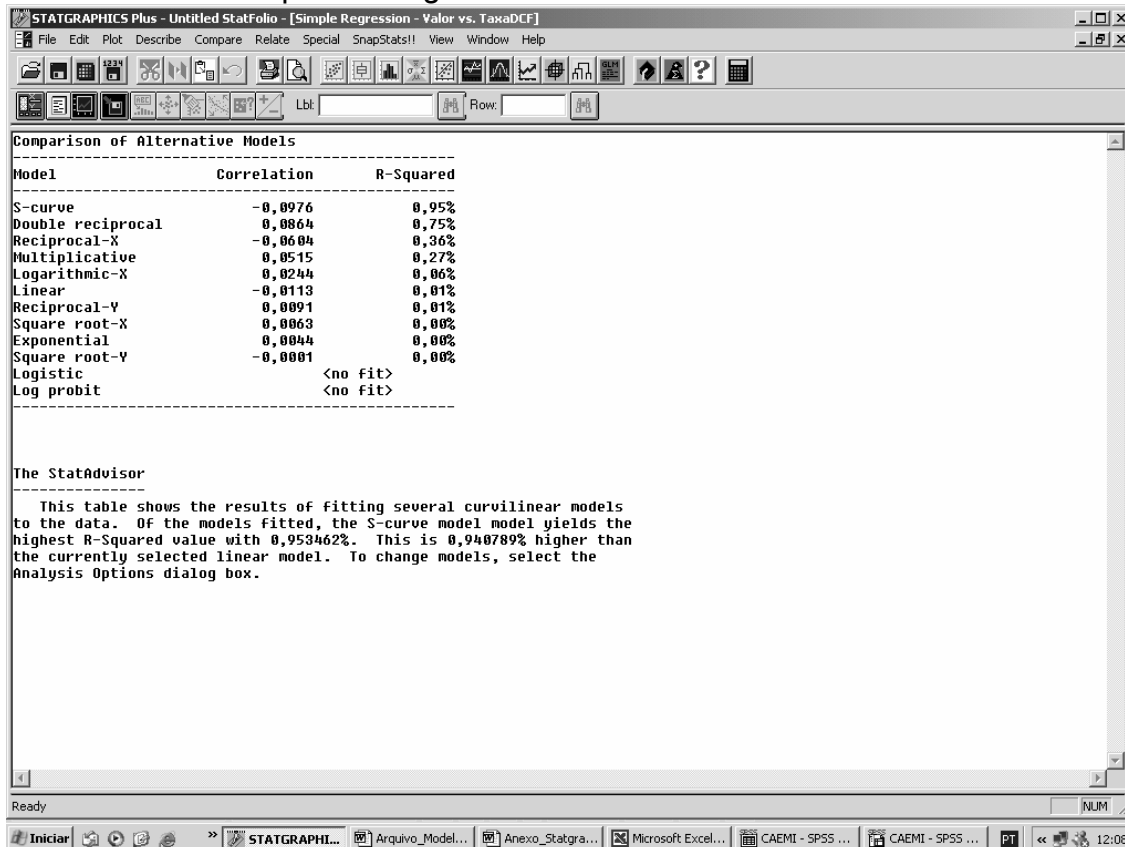 STATGRAPHICS Plus - Untitled StatFolio - [Simple Regression - Valor vs. TaxaDCF]
File Edit Plot Describe Compare Relate Special SnapStats!! View Window Help
Lbl: Row:
Comparison of Alternative Models
Model Correlation R-Squared
S-curve -0,0976 0,95%
Double reciprocal 0,0864 0,75%
Reciprocal-X -0,0604 0,36%
Multiplicative 0,0515 0,27%
Logarithmic-X 0,0244 0,06%
Linear -0,0113 0,01%
Reciprocal-Y 0,0091 0,01%
Square root-X 0,0063 0,00%
Exponential 0,0044 0,00%
Square root-Y -0,0001 0,00%
Logistic <no fit>
Log probit <no fit>
The StatAdvisor
This table shows the results of fitting several curvilinear models
to the data. Of the models fitted, the S-curve model model yields the
highest R-Squared value with 0,953462%. This is 0,940789% higher than
the currently selected linear model. To change models, select the
Analysis Options dialog box.
Ready NUM
Iniciar » STATGRAPHI... Arquivo_Model... Anexo_Statgra... Microsoft Excel... CAEMI - SPSS ... CAEMI - SPSS ... PT « 12:08